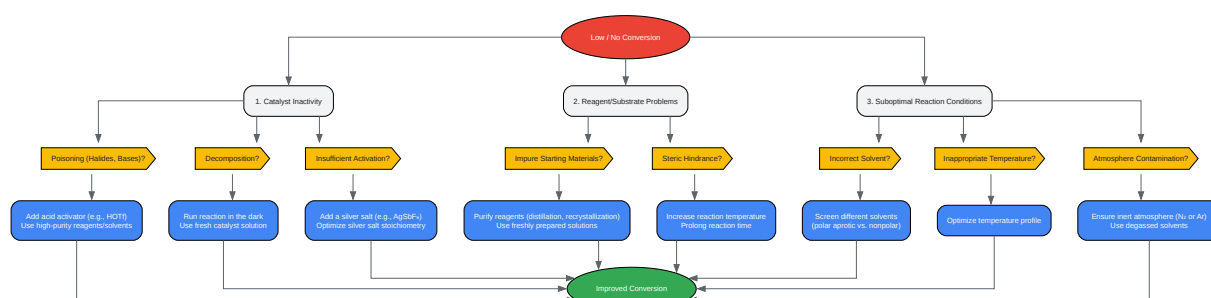 Low / No Conversion
1. Catalyst Inactivity
2. Reagent/Substrate Problems
3. Suboptimal Reaction Conditions
Poisoning (Halides, Bases)?
Decomposition?
Insufficient Activation?
Impure Starting Materials?
Steric Hindrance?
Incorrect Solvent?
Inappropriate Temperature?
Atmosphere Contamination?
Add acid activator (e.g., HOTf)
Use high-purity reagents/solvents
Run reaction in the dark
Use fresh catalyst solution
Add a silver salt (e.g., AgSbF₆)
Optimize silver salt stoichiometry
Purify reagents (distillation, recrystallization)
Use freshly prepared solutions
Increase reaction temperature
Prolong reaction time
Screen different solvents
(polar aprotic vs. nonpolar)
Optimize temperature profile
Ensure inert atmosphere (N₂ or Ar)
Use degassed solvents
Improved Conversion